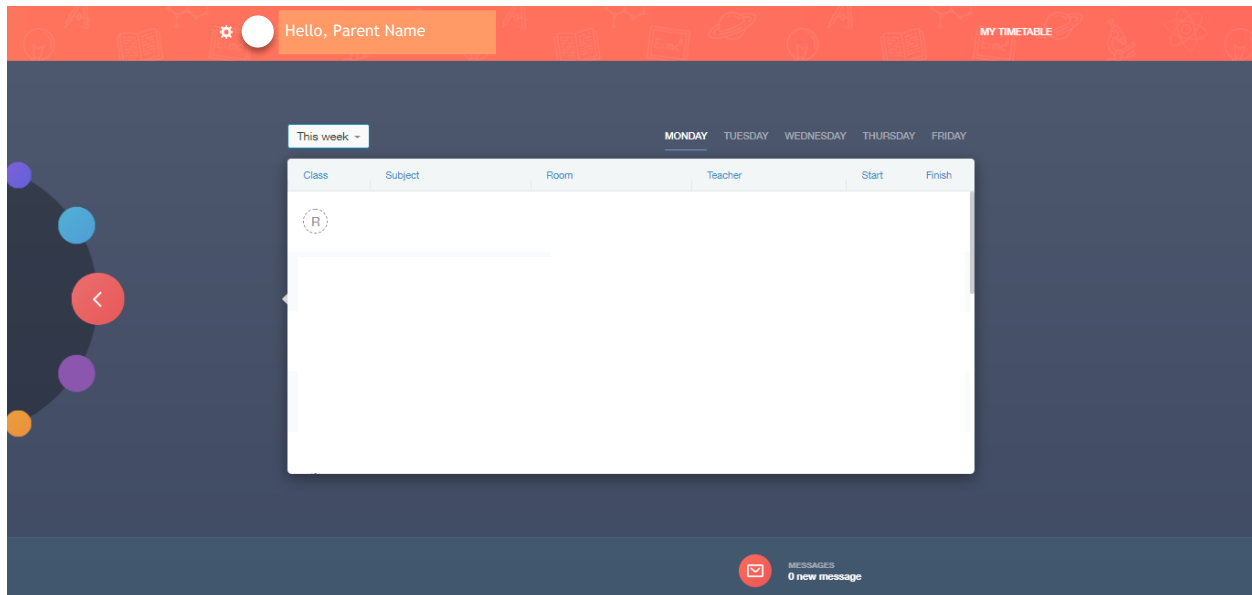 Hello, Parent Name
MY TIMETABLE
This week
MONDAY TUESDAY WEDNESDAY THURSDAY FRIDAY
Class Subject Room Teacher Start Finish
R
MESSAGES
0 new message